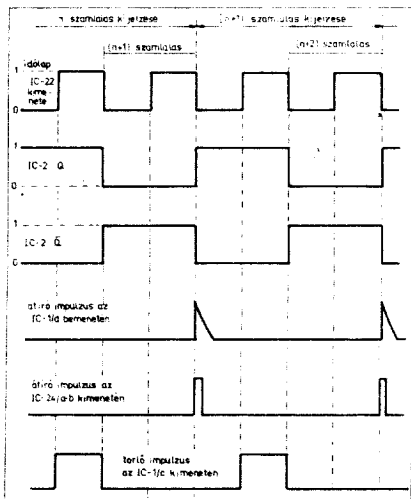 n számlálás kijelzése
(n+1) számlálás kijelzése
(n+1) számlálás
(n+2) számlálás
időlap
1
IC-22
kime-
nete
0
1
IC-2 Q
0
1
IC-2 Q̄
0
átíró impulzus az
IC-1/d bemeneten
átíró impulzus az
IC-24/a-b kimenetén
törlő impulzus
az IC-1/c kimeneten